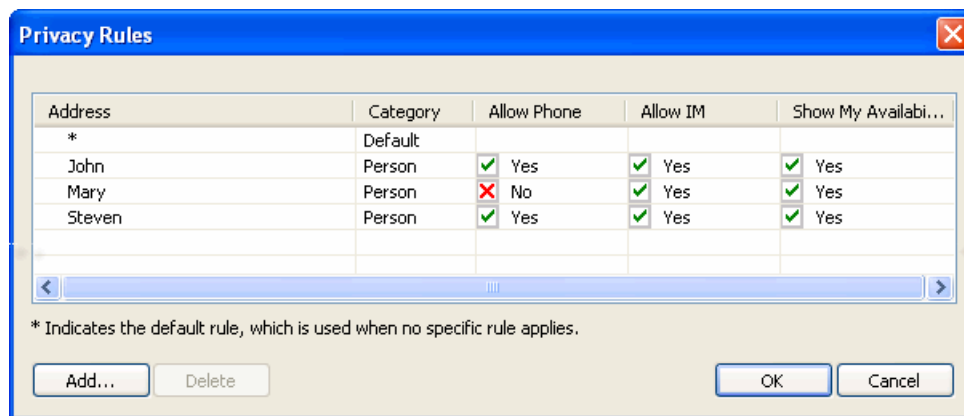 Privacy Rules
Address Category Allow Phone Allow IM Show My Availabi...
* Default
John Person Yes Yes Yes
Mary Person No Yes Yes
Steven Person Yes Yes Yes
* Indicates the default rule, which is used when no specific rule applies.
Add... Delete OK Cancel